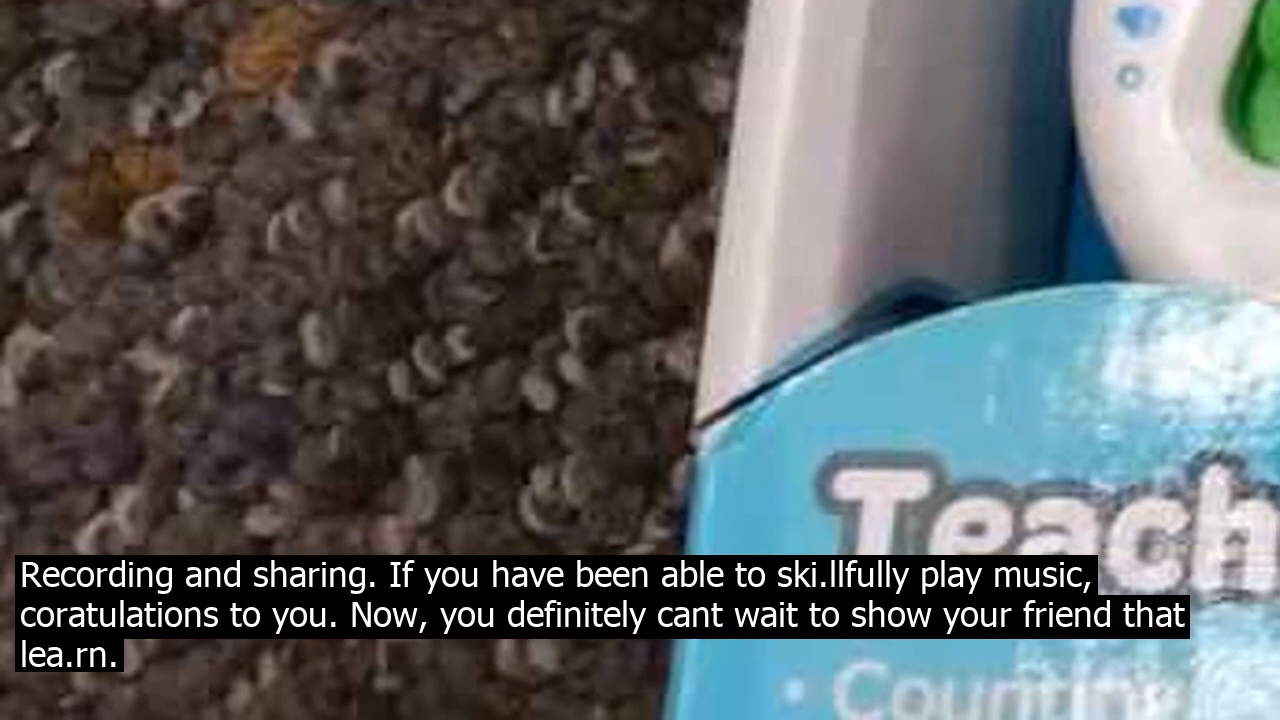 Teach
Recording and sharing. If you have been able to ski.llfully play music,
coratulations to you. Now, you definitely cant wait to show your friend that
lea.rn.
• Counting